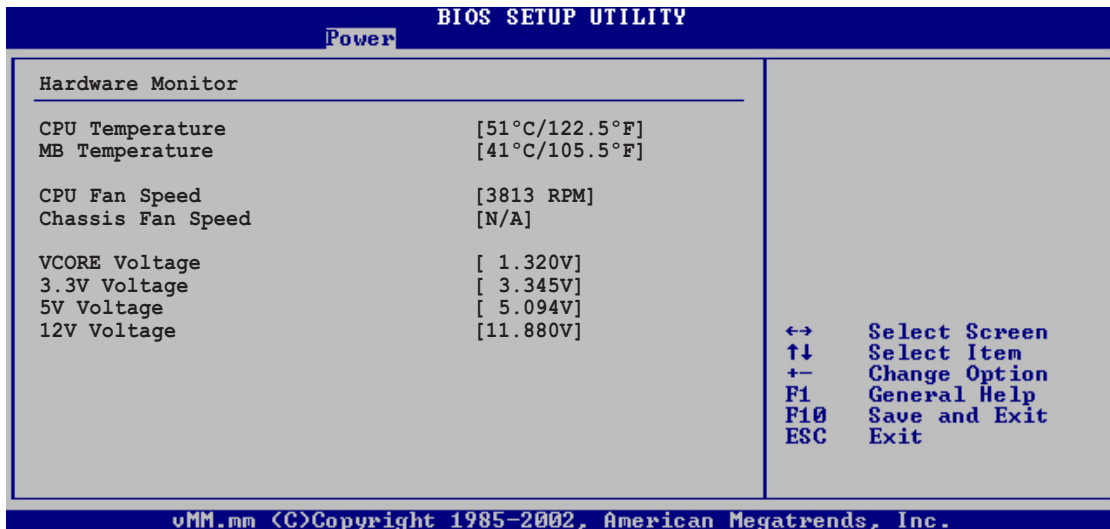 BIOS SETUP UTILITY
Power
Hardware Monitor
CPU Temperature [51°C/122.5°F]
MB Temperature [41°C/105.5°F]
CPU Fan Speed [3813 RPM]
Chassis Fan Speed [N/A]
VCORE Voltage [ 1.320V]
3.3V Voltage [ 3.345V]
5V Voltage [ 5.094V]
12V Voltage [11.880V]
←→ Select Screen
↑↓ Select Item
+- Change Option
F1 General Help
F10 Save and Exit
ESC Exit
vMM.mm (C)Copyright 1985-2002, American Megatrends, Inc.